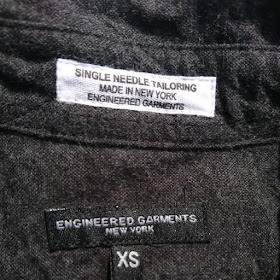 SINGLE NEEDLE TAILORING
MADE IN NEW YORK
ENGINEERED GARMENTS
ENGINEERED GARMENTS
NEW YORK
XS